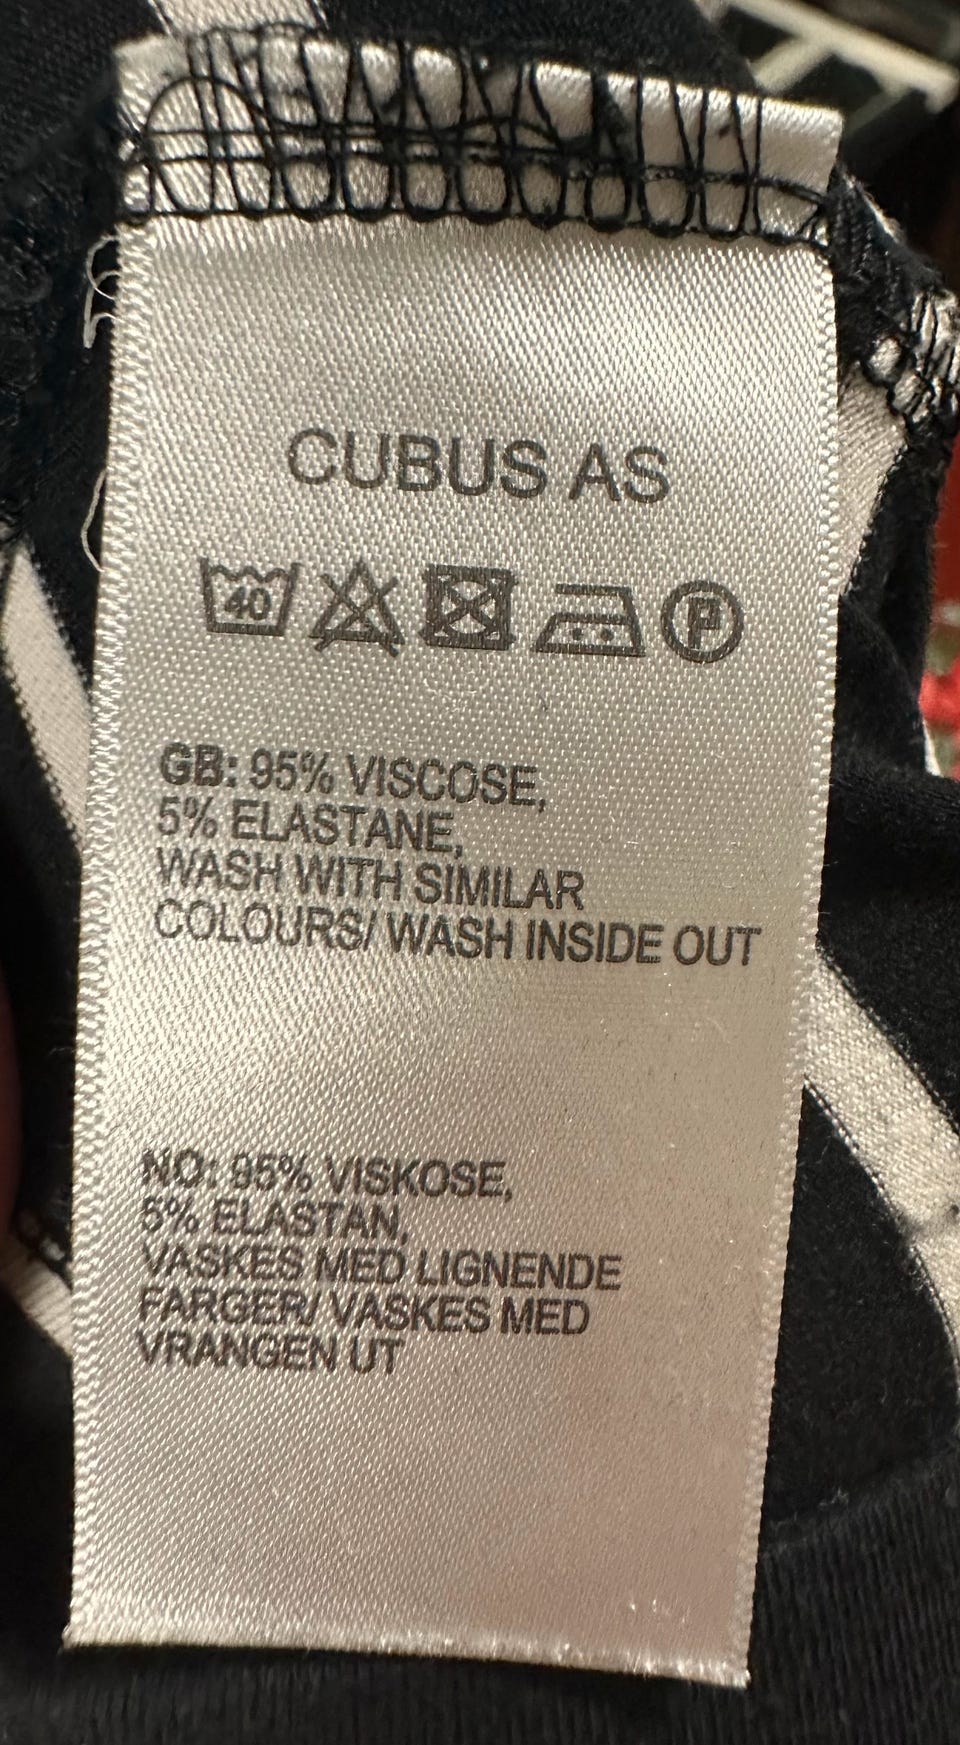 CUBUS AS
40 P
GB: 95% VISCOSE,
5% ELASTANE,
WASH WITH SIMILAR
COLOURS/ WASH INSIDE OUT
NO: 95% VISKOSE,
5% ELASTAN,
VASKES MED LIGNENDE
FARGER/ VASKES MED
VRANGEN UT